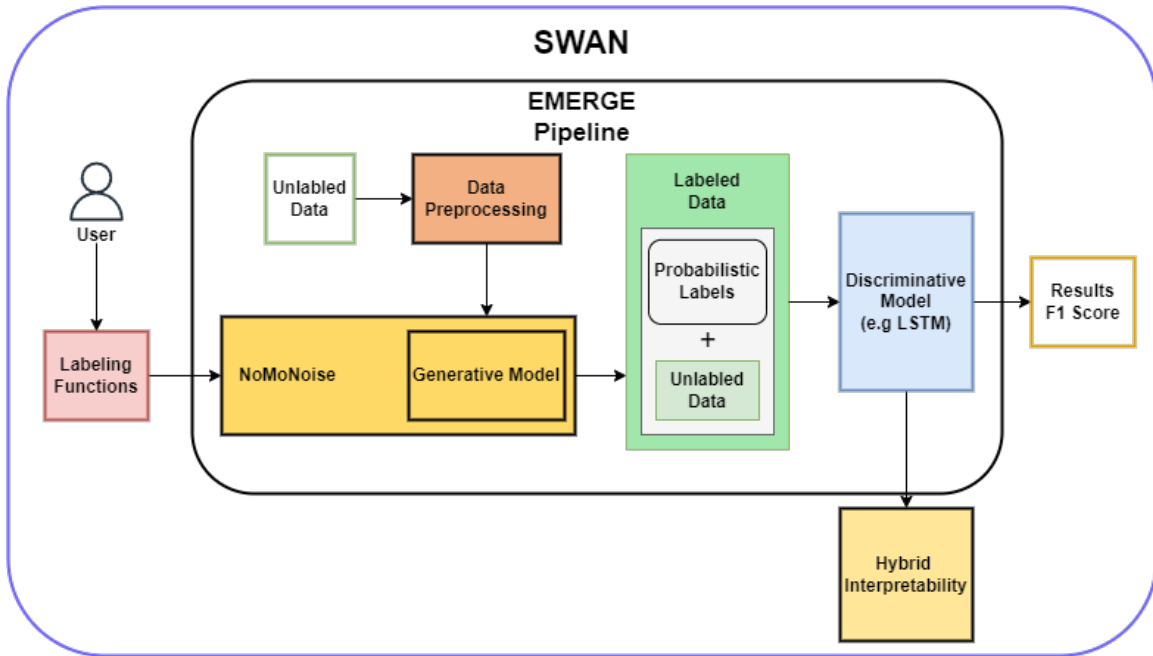 SWAN
EMERGE
Pipeline
User
Labeling
Functions
Unlabled
Data
Data
Preprocessing
NoMoNoise
Generative Model
Labeled
Data
Probabilistic
Labels
+
Unlabled
Data
Discriminative
Model
(e.g LSTM)
Results
F1 Score
Hybrid
Interpretability